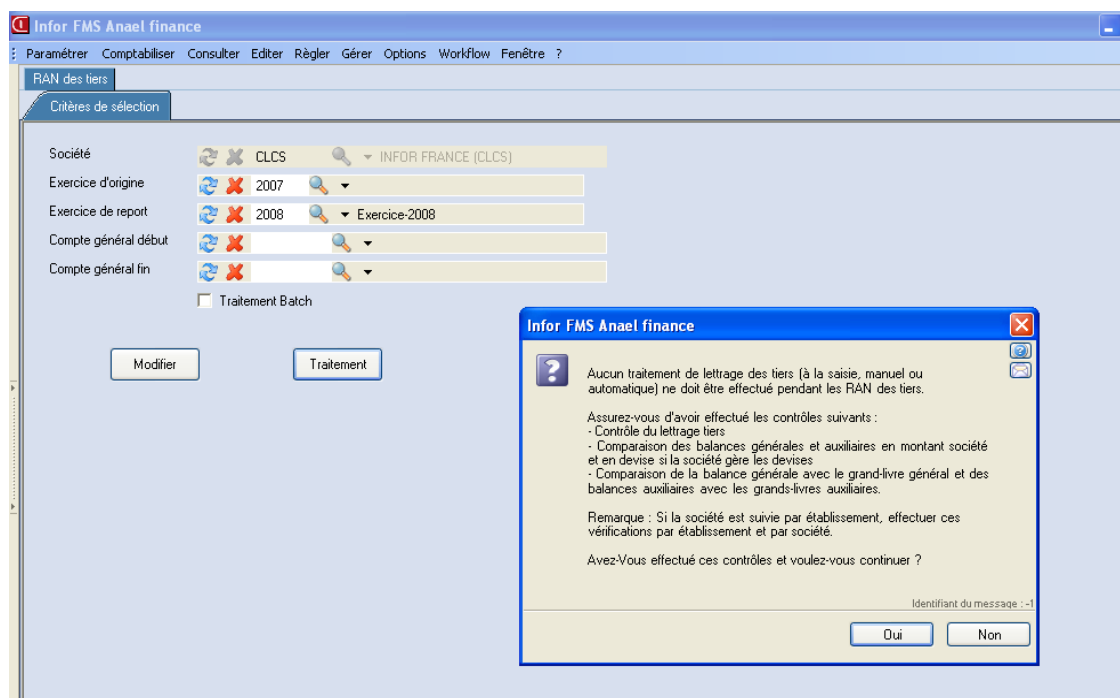 Infor FMS Anael finance
Paramétrer Comptabiliser Consulter Editer Règler Gérer Options Workflow Fenêtre ?
RAN des tiers
Critères de sélection
Société CLCS INFOR FRANCE (CLCS)
Exercice d'origine 2007
Exercice de report 2008 Exercice-2008
Compte général début
Compte général fin
Traitement Batch
Modifier Traitement
Infor FMS Anael finance
Aucun traitement de lettrage des tiers (à la saisie, manuel ou
automatique) ne doit être effectué pendant les RAN des tiers.
Assurez-vous d'avoir effectué les contrôles suivants :
- Contrôle du lettrage tiers
- Comparaison des balances générales et auxiliaires en montant société
et en devise si la société gère les devises
- Comparaison de la balance générale avec le grand-livre général et des
balances auxiliaires avec les grands-livres auxiliaires.
Remarque : Si la société est suivie par établissement, effectuer ces
vérifications par établissement et par société.
Avez-Vous effectué ces contrôles et voulez-vous continuer ?
Identifiant du message : -1
Oui Non